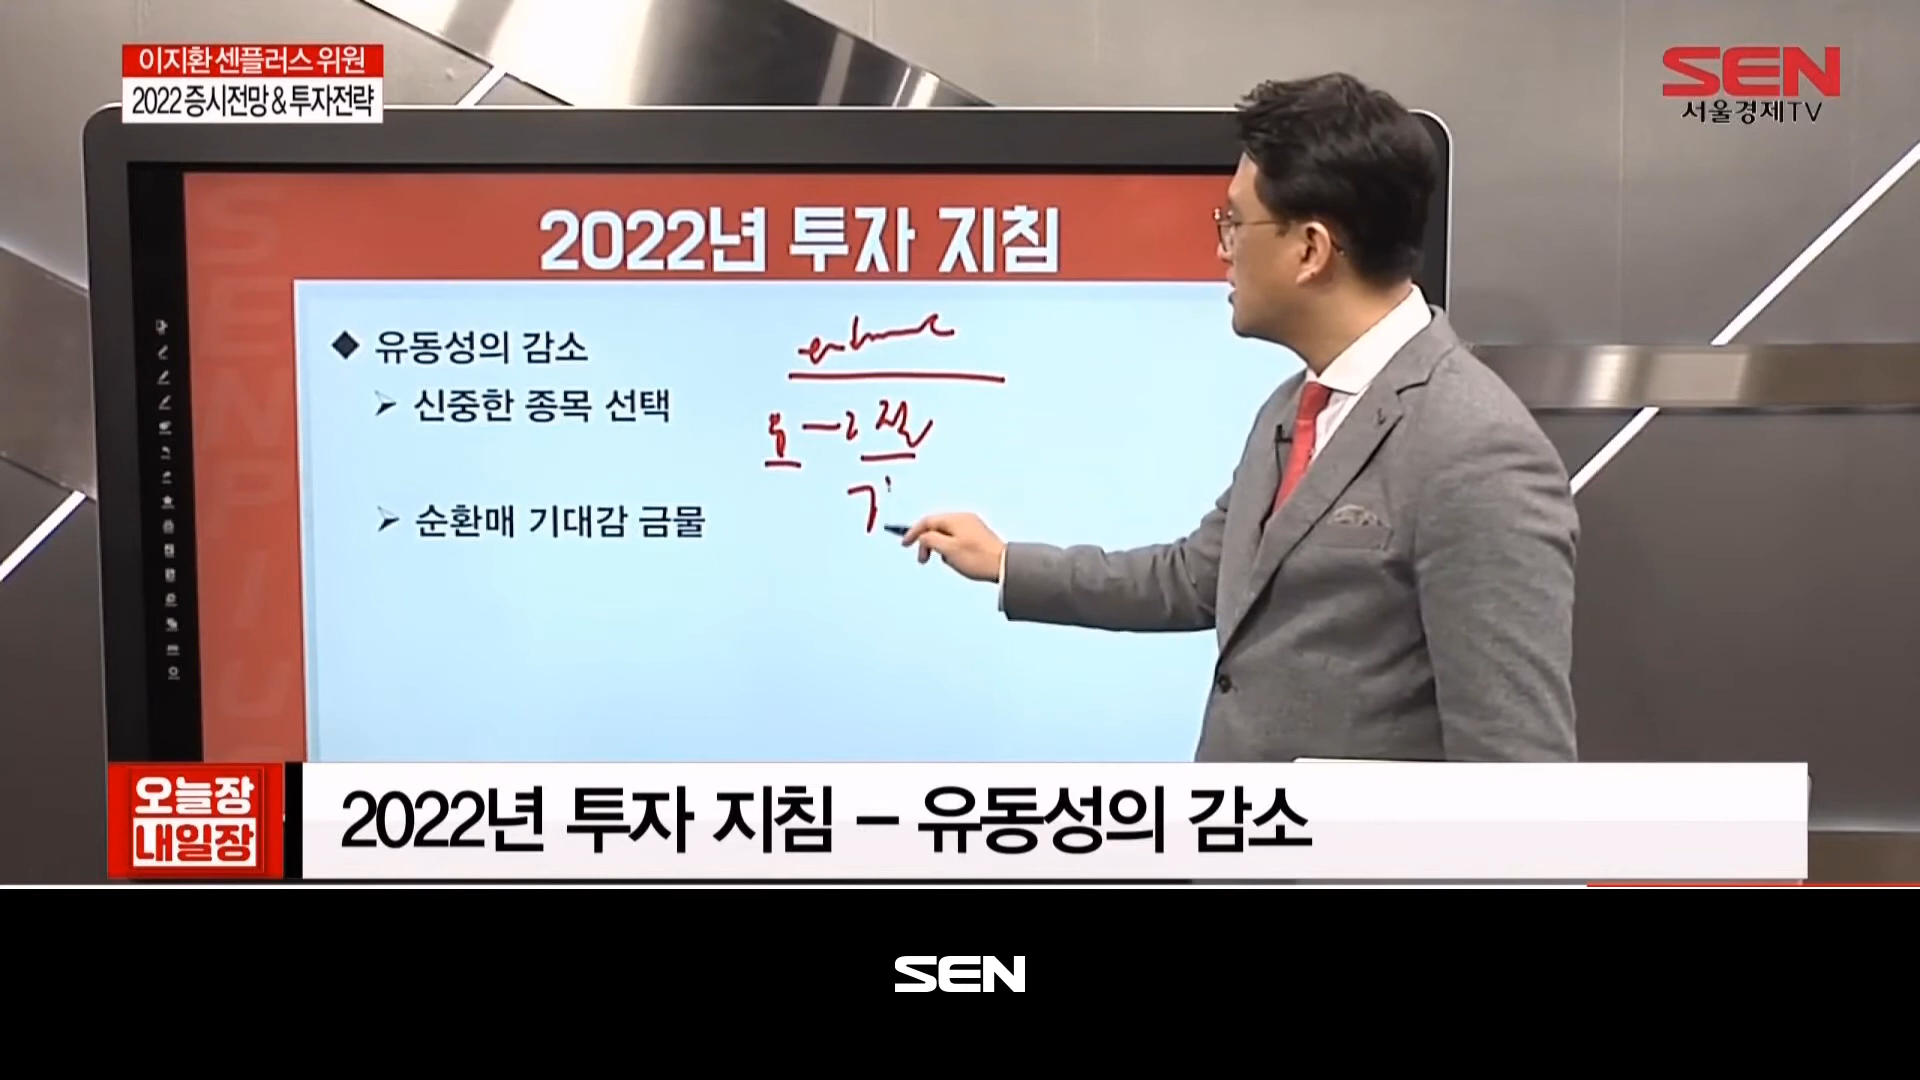 이지환 센플러스 위원
2022 증시전망 & 투자전략
SEN
서울경제TV
2022년 투자 지침
◆ 유동성의 감소
➢ 신중한 종목 선택
➢ 순환매 기대감 금물
SENPLU
오늘장
내일장
2022년 투자 지침 - 유동성의 감소
SEN